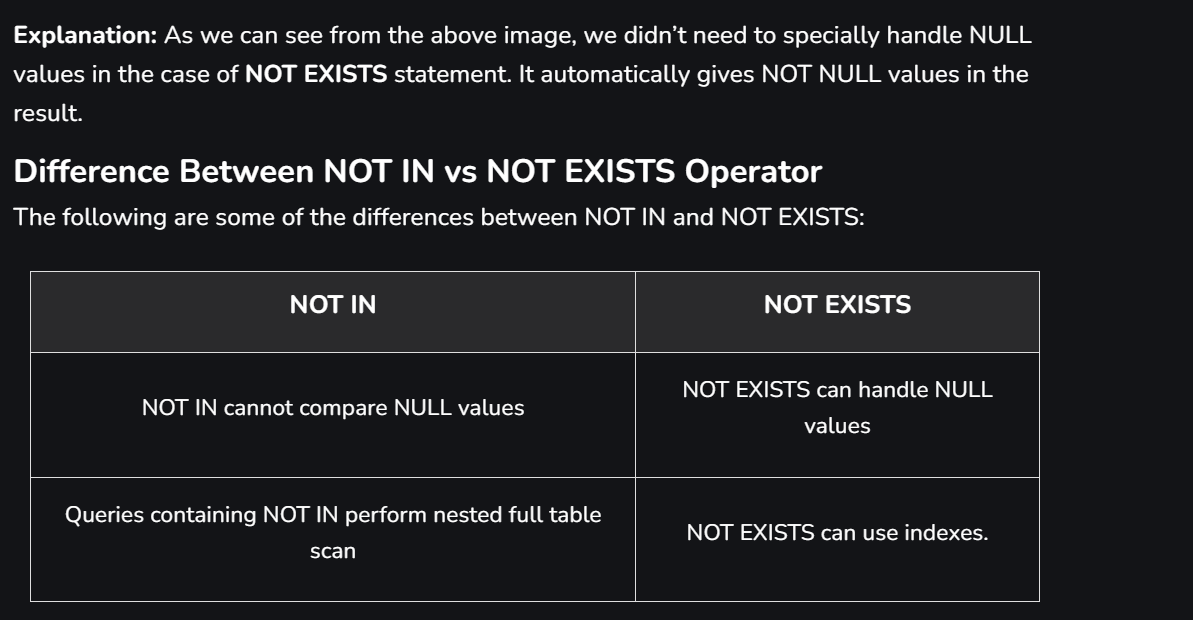 Explanation: As we can see from the above image, we didn’t need to specially handle NULL
values in the case of NOT EXISTS statement. It automatically gives NOT NULL values in the
result.
Difference Between NOT IN vs NOT EXISTS Operator
The following are some of the differences between NOT IN and NOT EXISTS:
NOT IN
NOT EXISTS
NOT IN cannot compare NULL values
NOT EXISTS can handle NULL
values
Queries containing NOT IN perform nested full table
scan
NOT EXISTS can use indexes.